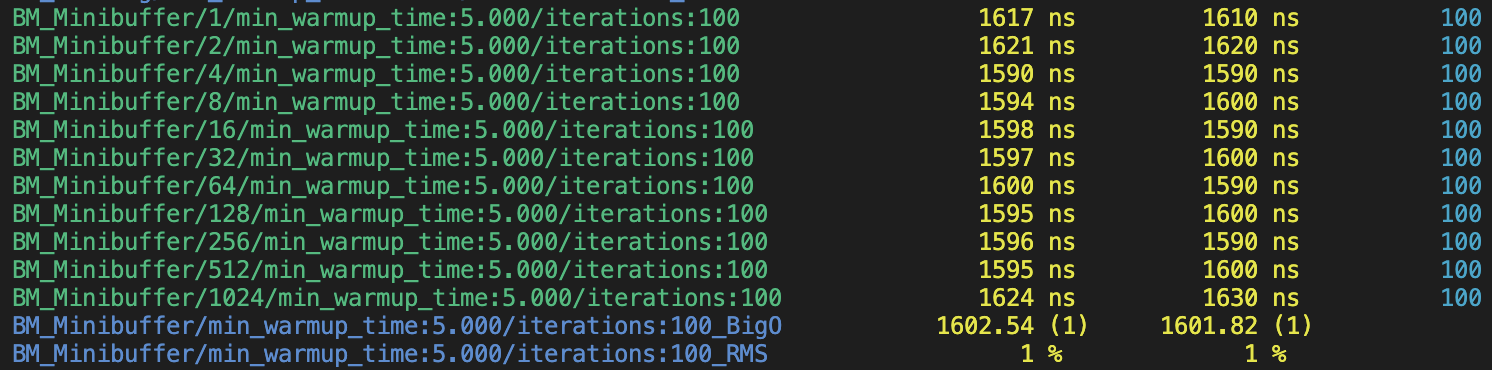 BM_Minibuffer/1/min_warmup_time:5.000/iterations:100 1617 ns 1610 ns 100
BM_Minibuffer/2/min_warmup_time:5.000/iterations:100 1621 ns 1620 ns 100
BM_Minibuffer/4/min_warmup_time:5.000/iterations:100 1590 ns 1590 ns 100
BM_Minibuffer/8/min_warmup_time:5.000/iterations:100 1594 ns 1600 ns 100
BM_Minibuffer/16/min_warmup_time:5.000/iterations:100 1598 ns 1590 ns 100
BM_Minibuffer/32/min_warmup_time:5.000/iterations:100 1597 ns 1600 ns 100
BM_Minibuffer/64/min_warmup_time:5.000/iterations:100 1600 ns 1590 ns 100
BM_Minibuffer/128/min_warmup_time:5.000/iterations:100 1595 ns 1600 ns 100
BM_Minibuffer/256/min_warmup_time:5.000/iterations:100 1596 ns 1590 ns 100
BM_Minibuffer/512/min_warmup_time:5.000/iterations:100 1595 ns 1600 ns 100
BM_Minibuffer/1024/min_warmup_time:5.000/iterations:100 1624 ns 1630 ns 100
BM_Minibuffer/min_warmup_time:5.000/iterations:100_BigO 1602.54 (1) 1601.82 (1)
BM_Minibuffer/min_warmup_time:5.000/iterations:100_RMS 1 % 1 %